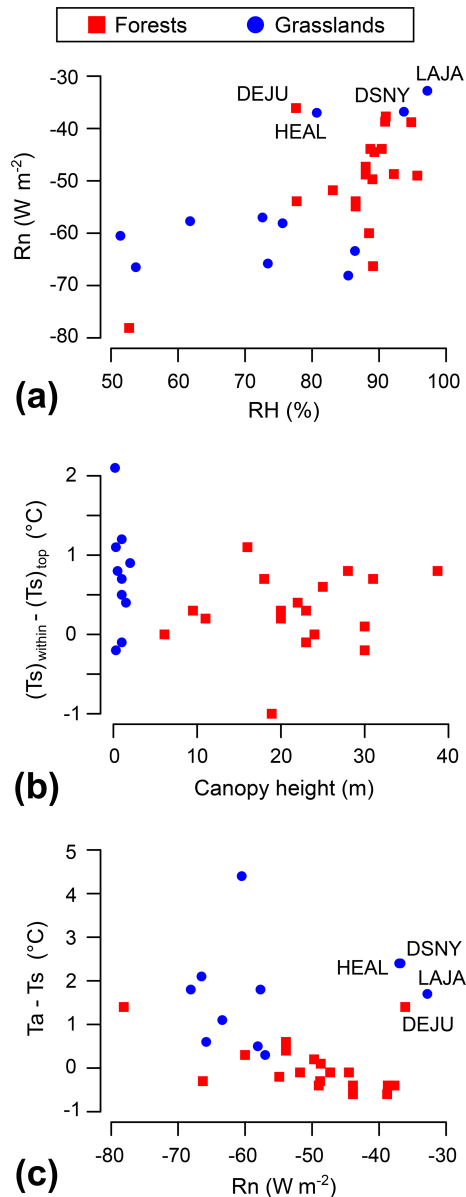 Forests Grasslands
-30
LAJA
DEJU
DSNY
-40
HEAL
-50
Rn (W m-2)
-60
-70
-80
50 60 70 80 90 100
(a)
RH (%)
2
1
(Ts)within - (Ts)top (°C)
0
-1
0 10 20 30 40
(b)
Canopy height (m)
5
4
3
DSNY
HEAL
2
LAJA
Ta - Ts (°C)
DEJU
1
0
-1
-80 -70 -60 -50 -40 -30
(c)
Rn (W m-2)